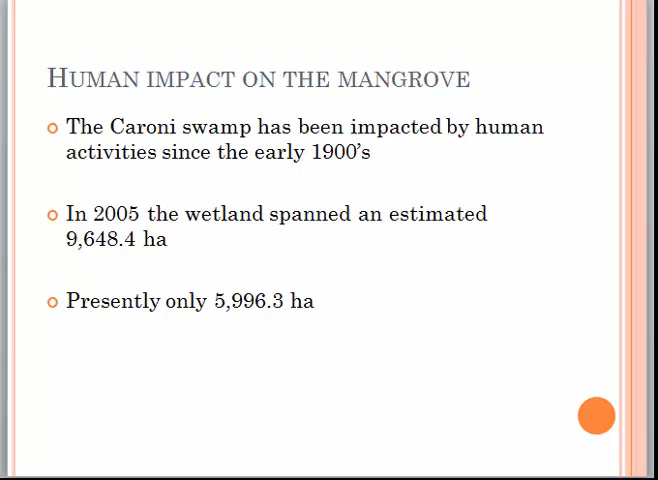 HUMAN IMPACT ON THE MANGROVE
The Caroni swamp has been impacted by human
activities since the early 1900’s
In 2005 the wetland spanned an estimated
9,648.4 ha
Presently only 5,996.3 ha